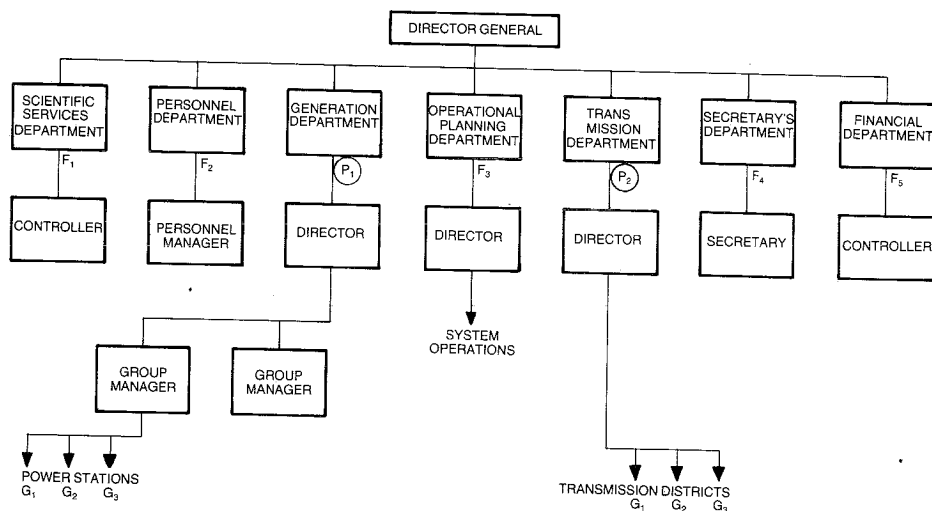 DIRECTOR GENERAL
SCIENTIFIC
SERVICES
DEPARTMENT
PERSONNEL
DEPARTMENT
GENERATION
DEPARTMENT
OPERATIONAL
PLANNING
DEPARTMENT
TRANS
MISSION
DEPARTMENT
SECRETARY'S
DEPARTMENT
FINANCIAL
DEPARTMENT
F₁
F₂
P₁
F₃
P₂
F₄
F₅
CONTROLLER
PERSONNEL
MANAGER
DIRECTOR
DIRECTOR
DIRECTOR
SECRETARY
CONTROLLER
SYSTEM
OPERATIONS
GROUP
MANAGER
GROUP
MANAGER
POWER STATIONS
G₁ G₂ G₃
TRANSMISSION DISTRICTS
G₁ G₂ G₃